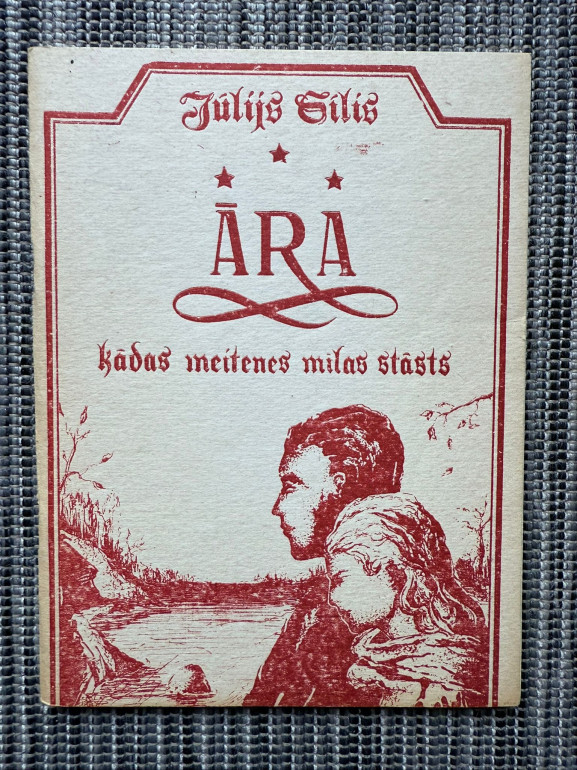 Jūlijs Sīlis
ĀRA
kādas meitenes mīlas stāsts